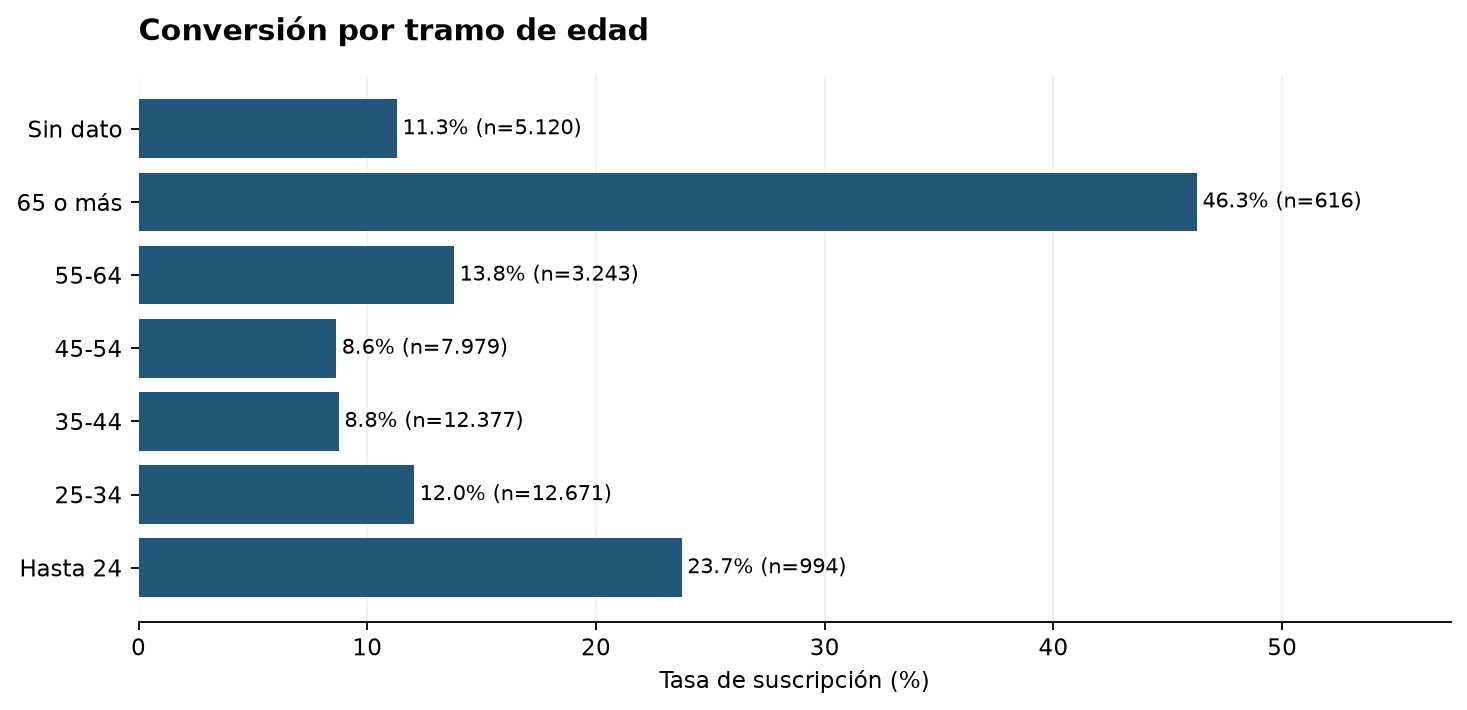 Conversión por tramo de edad
Sin dato
11.3% (n=5.120)
65 o más
46.3% (n=616)
55-64
13.8% (n=3.243)
45-54
8.6% (n=7.979)
35-44
8.8% (n=12.377)
25-34
12.0% (n=12.671)
Hasta 24
23.7% (n=994)
0 10 20 30 40 50
Tasa de suscripción (%)